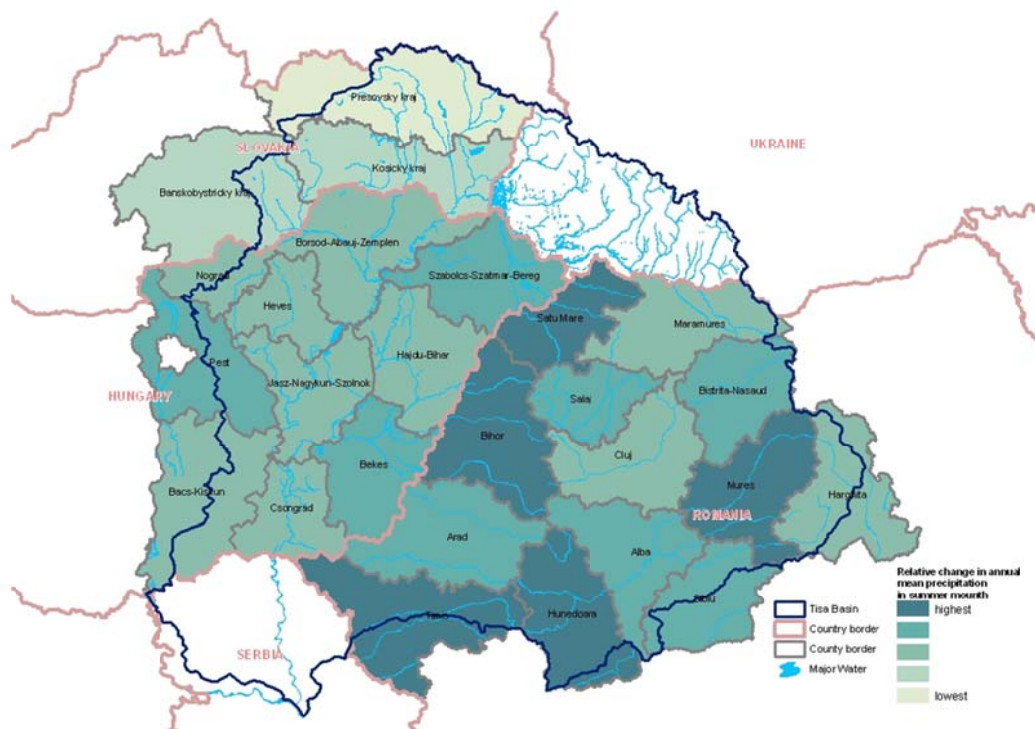 Presovsky kraj
SLOVAKIA
UKRAINE
Kosicky kraj
Banskobystricky kraj
Borsod-Abauj-Zemplen
Nograd
Szabolcs-Szatmar-Bereg
Heves
Satu Mare
Maramures
Pest
Hajdu-Bihar
Jasz-Nagykun-Szolnok
Salaj
Bistrita-Nasaud
HUNGARY
Bihor
Cluj
Bekes
Mures
Bacs-Kiskun
Harghita
Csongrad
ROMANIA
Arad
Alba
Sibiu
Timis
Hunedoara
SERBIA
Relative change in annual
mean precipitation
in summer mounth
highest
lowest
Tisa Basin
Country border
County border
Major Water